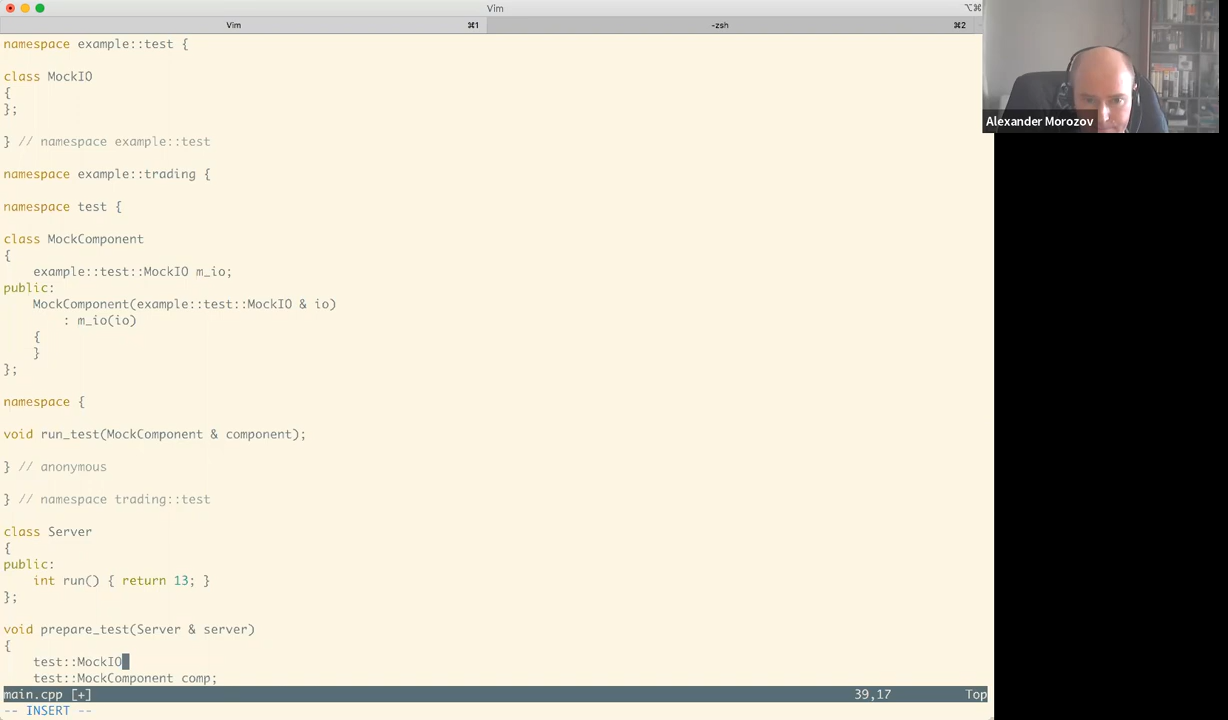 Vim
Vim ⌘1 -zsh ⌘2
⌥⌘
namespace example::test {
class MockIO
{
};
} // namespace example::test
namespace example::trading {
namespace test {
class MockComponent
{
example::test::MockIO m_io;
public:
MockComponent(example::test::MockIO & io)
: m_io(io)
{
}
};
namespace {
void run_test(MockComponent & component);
} // anonymous
} // namespace trading::test
class Server
{
public:
int run() { return 13; }
};
void prepare_test(Server & server)
{
test::MockIO
test::MockComponent comp;
main.cpp [+] 39,17 Top
-- INSERT --
Alexander Morozov